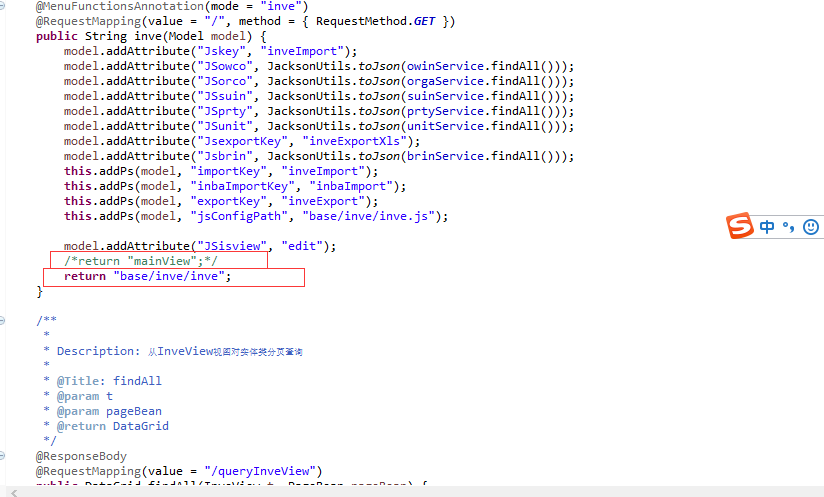 @MenuFunctionsAnnotation(mode = "inve")
@RequestMapping(value = "/", method = { RequestMethod.GET })
public String inve(Model model) {
model.addAttribute("Jskey", "inveImport");
model.addAttribute("JSowco", JacksonUtils.toJson(owinService.findAll()));
model.addAttribute("JSorco", JacksonUtils.toJson(orgaService.findAll()));
model.addAttribute("JSsuin", JacksonUtils.toJson(suinService.findAll()));
model.addAttribute("JSprty", JacksonUtils.toJson(prtyService.findAll()));
model.addAttribute("JSunit", JacksonUtils.toJson(unitService.findAll()));
model.addAttribute("JsexportKey", "inveExportXls");
model.addAttribute("Jsbrin", JacksonUtils.toJson(brinService.findAll()));
this.addPs(model, "importKey", "inveImport");
this.addPs(model, "inbaImportKey", "inbaImport");
this.addPs(model, "exportKey", "inveExport");
this.addPs(model, "jsConfigPath", "base/inve/inve.js");
model.addAttribute("JSisview", "edit");
/*return "mainView";*/
return "base/inve/inve";
}
/**
*
* Description: 从InveView视图对实体类分页查询
*
* @Title: findAll
* @param t
* @param pageBean
* @return DataGrid
*/
@ResponseBody
@RequestMapping(value = "/queryInveView")
public DataGrid findAll(InveView t, PageBean pageBean) {
S 中 °,